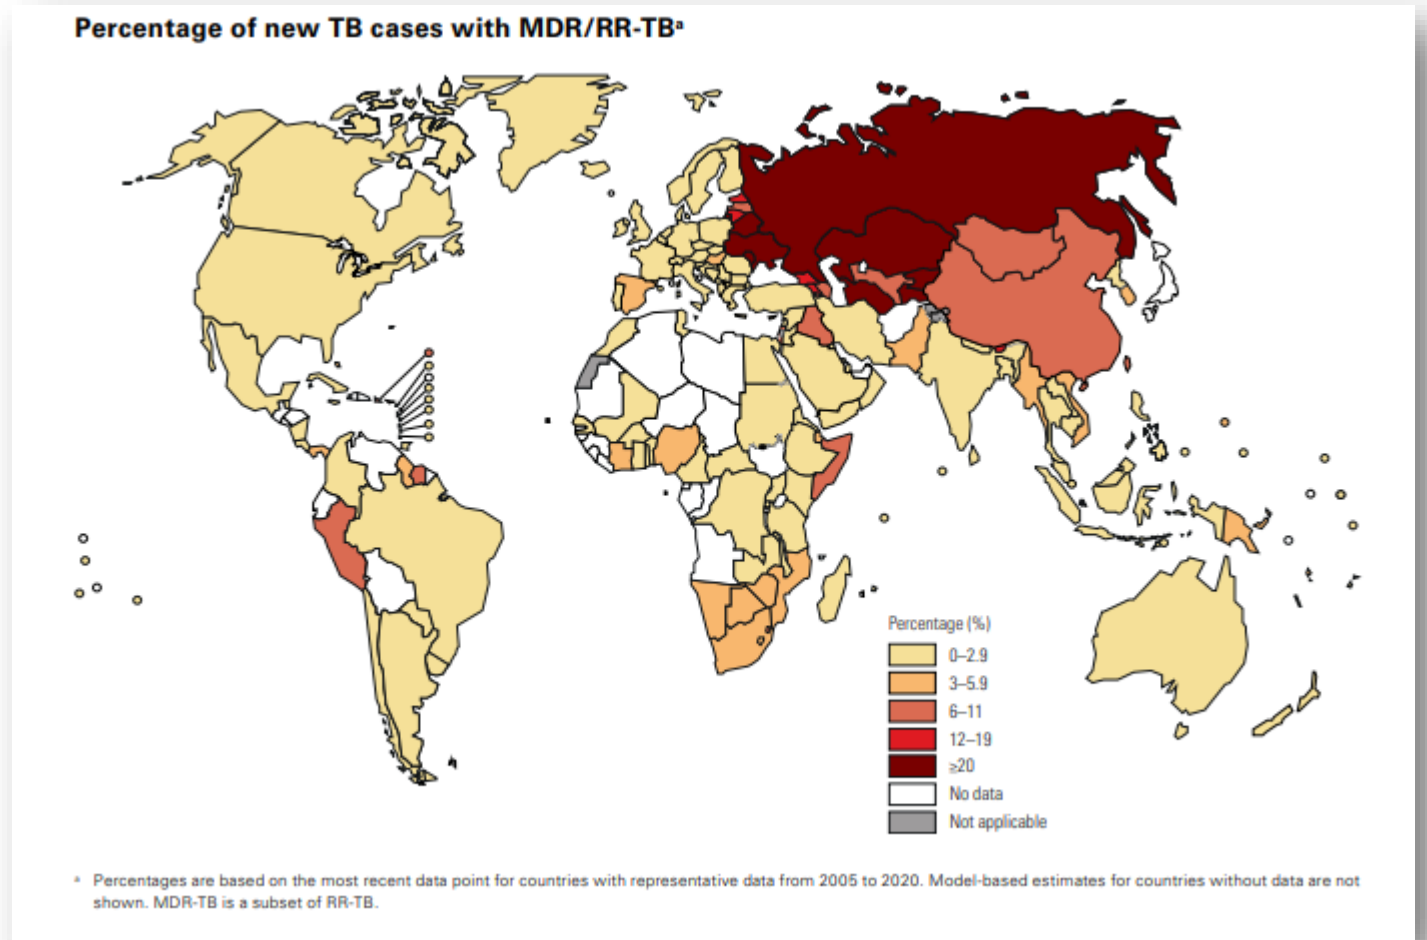 Percentage of new TB cases with MDR/RR-TBª
Percentage (%)
0–2.9
3–5.9
6–11
12–19
≥20
No data
Not applicable
ª Percentages are based on the most recent data point for countries with representative data from 2005 to 2020. Model-based estimates for countries without data are not
shown. MDR-TB is a subset of RR-TB.